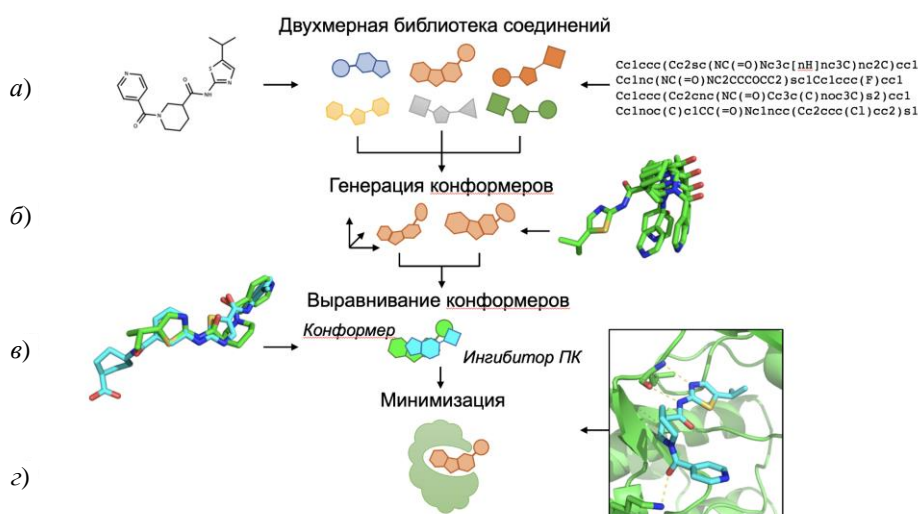 Двухмерная библиотека соединений
а)
N
N
O
O
NH
N
S
Cc1ccc(Cc2sc(NC(=O)Nc3c[nH]nc3C)nc2C)cc1
Cc1nc(NC(=O)NC2CCCOCC2)sc1Cc1ccc(F)cc1
Cc1ccc(Cc2cnc(NC(=O)Cc3c(C)noc3C)s2)cc1
Cc1noc(C)c1CC(=O)Nc1ncc(Cc2ccc(Cl)cc2)s1
Генерация конформеров
б)
Выравнивание конформеров
в)
Конформер
Ингибитор ПК
Минимизация
г)